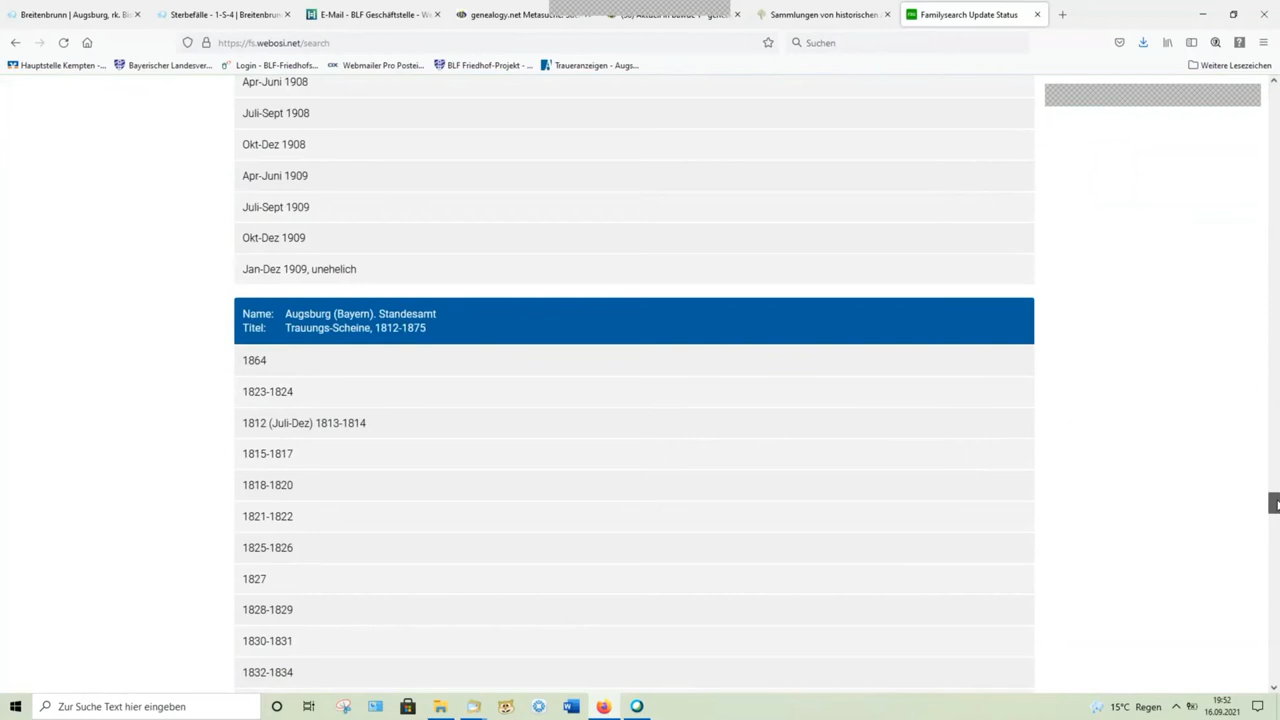 Breitenbrunn | Augsburg, rk. Bis
Sterbefälle - 1-S-4 | Breitenbrun
E-Mail - BLF Geschäftstelle - We
genealogy.net Metasuche:
Sammlungen von historischen
Familysearch Update Status
https://fs.webosi.net/search
Suchen
Hauptstelle Kempten -...
Bayerischer Landesver...
Login - BLF-Friedhofs...
Webmailer Pro Postei...
BLF Friedhof-Projekt - ...
Traueranzeigen - Augs...
Weitere Lesezeichen
Apr-Juni 1908
Juli-Sept 1908
Okt-Dez 1908
Apr-Juni 1909
Juli-Sept 1909
Okt-Dez 1909
Jan-Dez 1909, unehelich
Name: Augsburg (Bayern). Standesamt
Titel: Trauungs-Scheine, 1812-1875
1864
1823-1824
1812 (Juli-Dez) 1813-1814
1815-1817
1818-1820
1821-1822
1825-1826
1827
1828-1829
1830-1831
1832-1834
Zur Suche Text hier eingeben
15°C Regen
19:52
16.09.2021